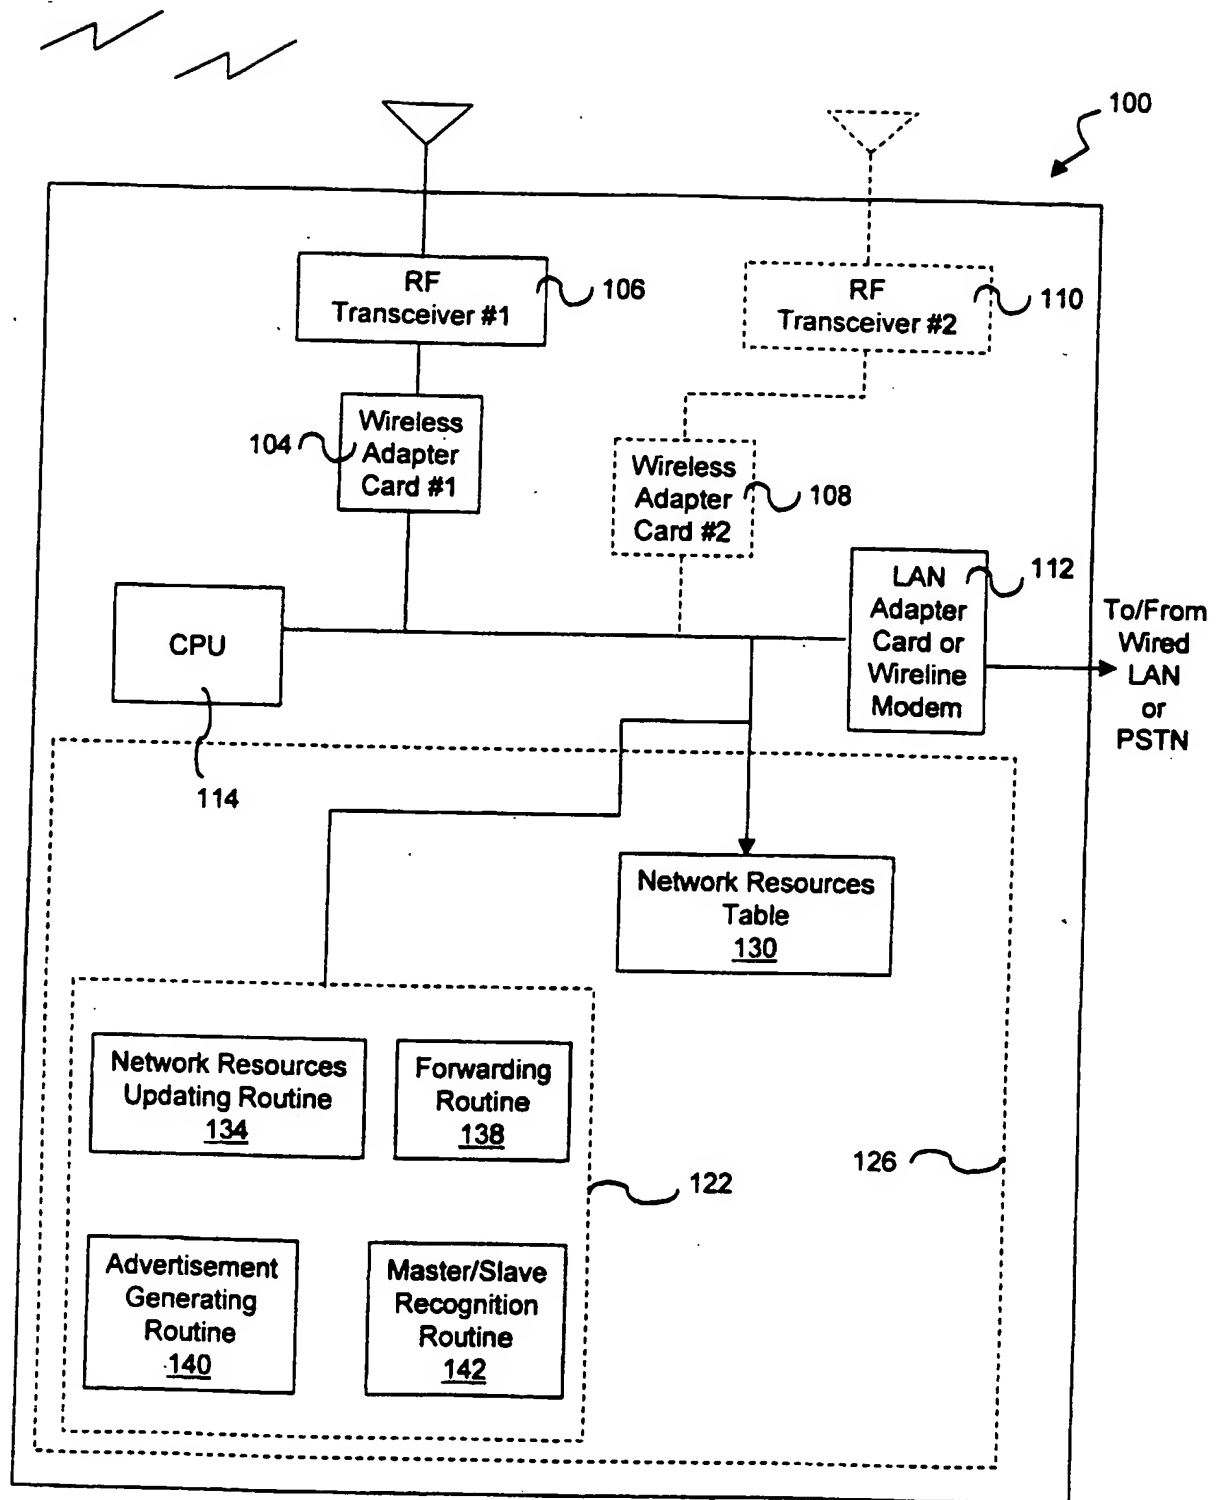 100
RF
Transceiver #1
106
RF
Transceiver #2
110
Wireless
Adapter
Card #1
104
Wireless
Adapter
Card #2
108
LAN
Adapter
Card or
Wireline
Modem
112
To/From
Wired
LAN
or
PSTN
CPU
114
Network Resources
Table
130
Network Resources
Updating Routine
134
Forwarding
Routine
138
122
126
Advertisement
Generating
Routine
140
Master/Slave
Recognition
Routine
142